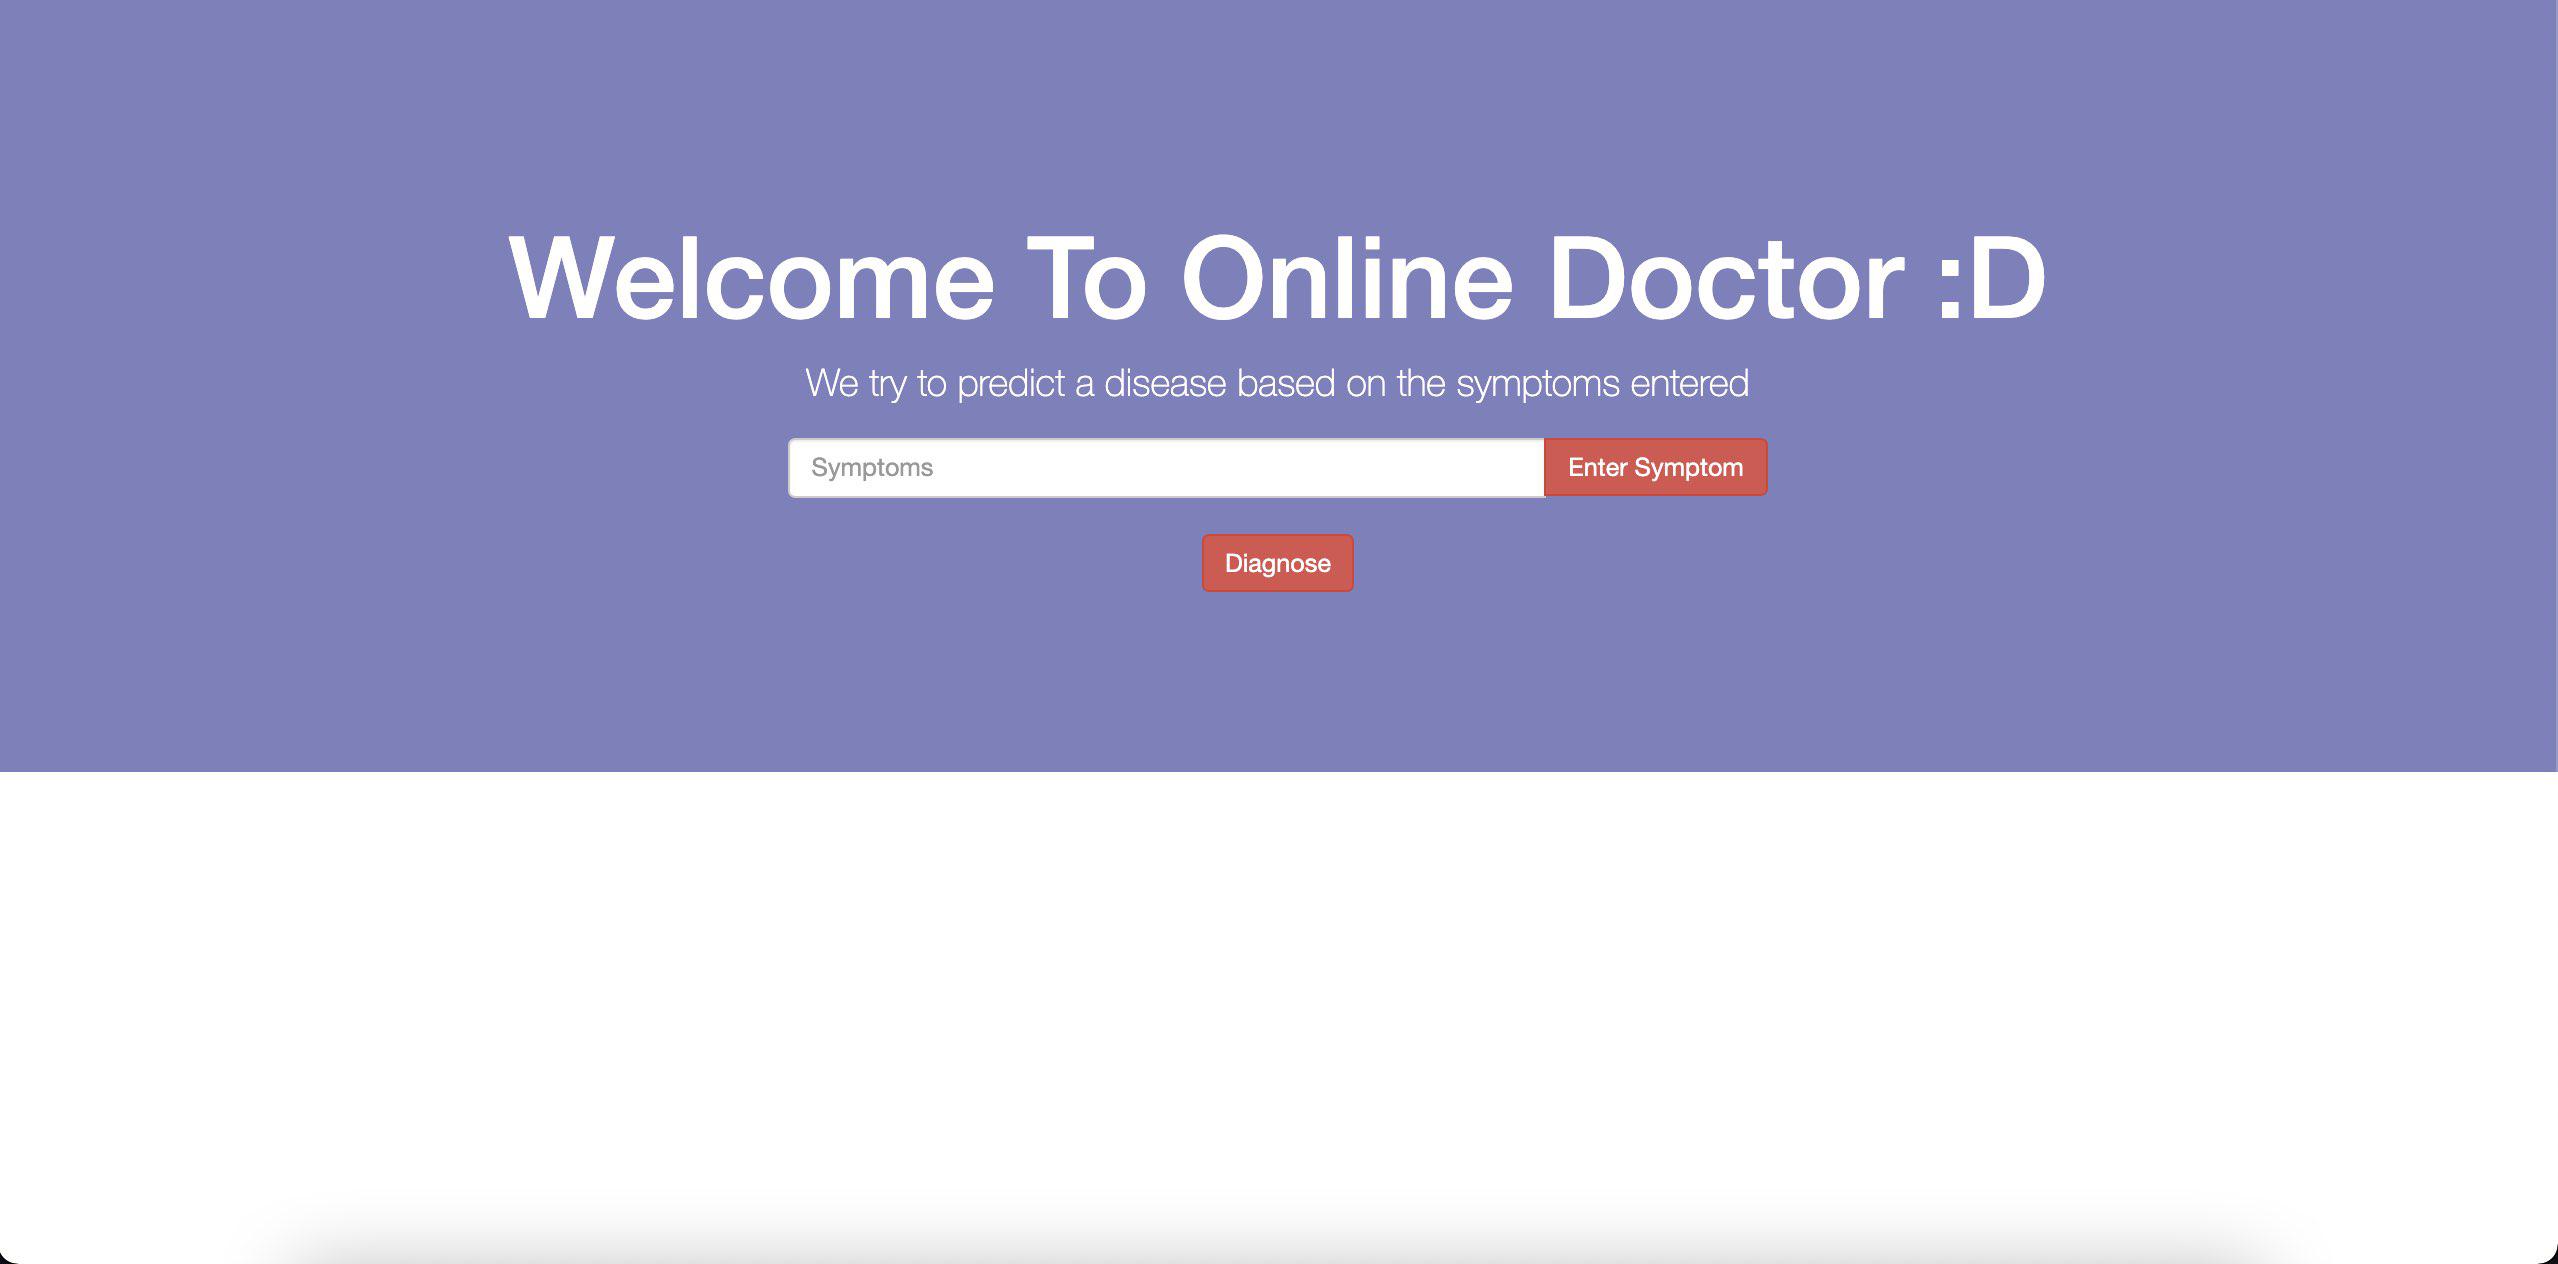 Welcome To Online Doctor :D
We try to predict a disease based on the symptoms entered
Symptoms
Enter Symptom
Diagnose